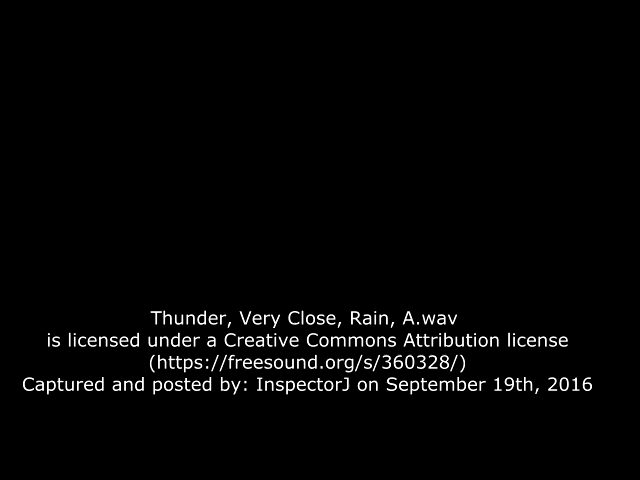 Thunder, Very Close, Rain, A.wav
is licensed under a Creative Commons Attribution license
(https://freesound.org/s/360328/)
Captured and posted by: InspectorJ on September 19th, 2016